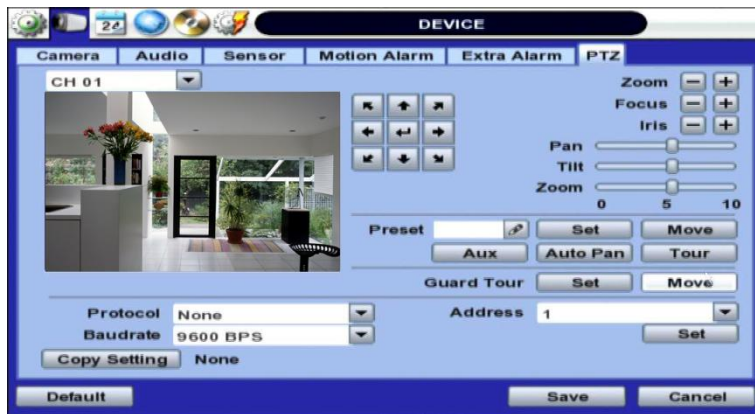 24
DEVICE
Camera Audio Sensor Motion Alarm Extra Alarm PTZ
CH 01
Zoom
Focus
Iris
Pan
Tilt
Zoom
0 5 10
Preset Set Move
Aux Auto Pan Tour
Guard Tour Set Move
Protocol None Address 1
Baudrate 9600 BPS Set
Copy Setting None
Default Save Cancel